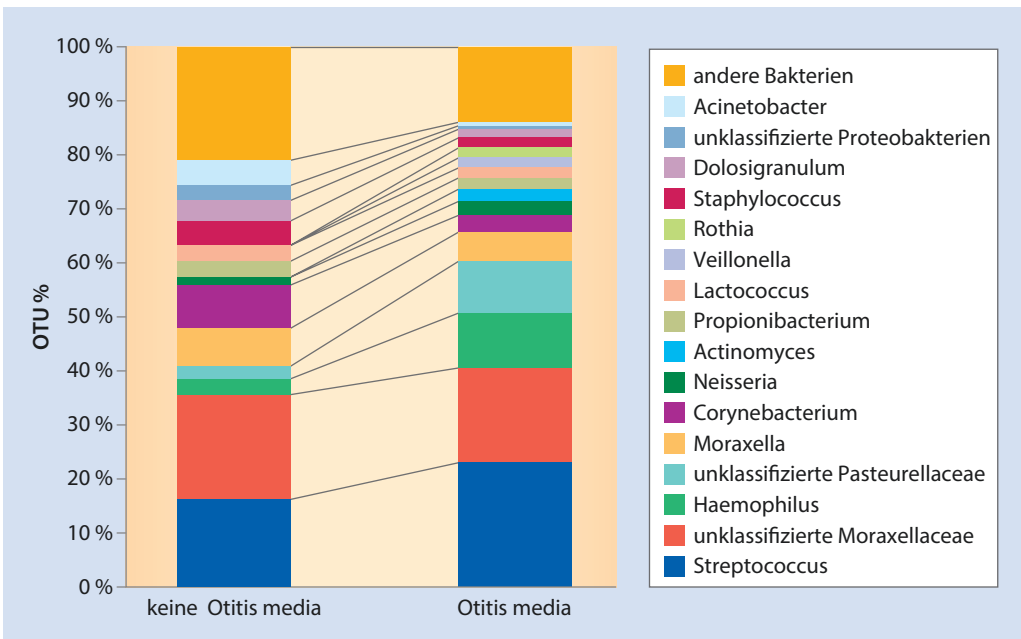 100 %
90 %
80 %
70 %
60 %
50 %
40 %
30 %
20 %
10 %
0 %
OTU %
keine Otitis media
Otitis media
andere Bakterien
Acinetobacter
unklassifizierte Proteobakterien
Dolosigranulum
Staphylococcus
Rothia
Veillonella
Lactococcus
Propionibacterium
Actinomyces
Neisseria
Corynebacterium
Moraxella
unklassifizierte Pasteurellaceae
Haemophilus
unklassifizierte Moraxellaceae
Streptococcus